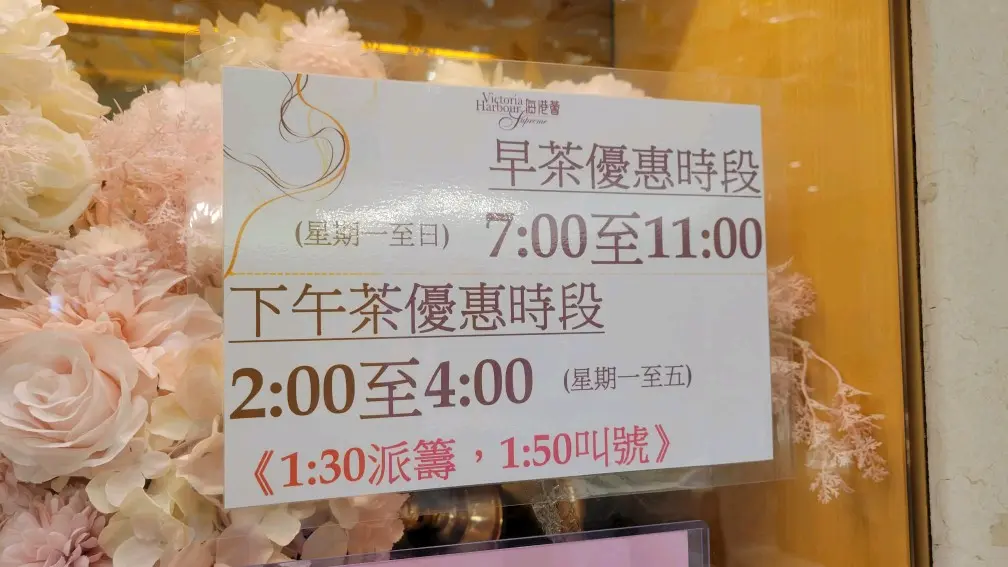 Victoria
Harbour 海港薈
Supreme
早茶優惠時段
(星期一至日) 7:00至11:00
下午茶優惠時段
2:00至4:00 (星期一至五)
《1:30派籌，1:50叫號》